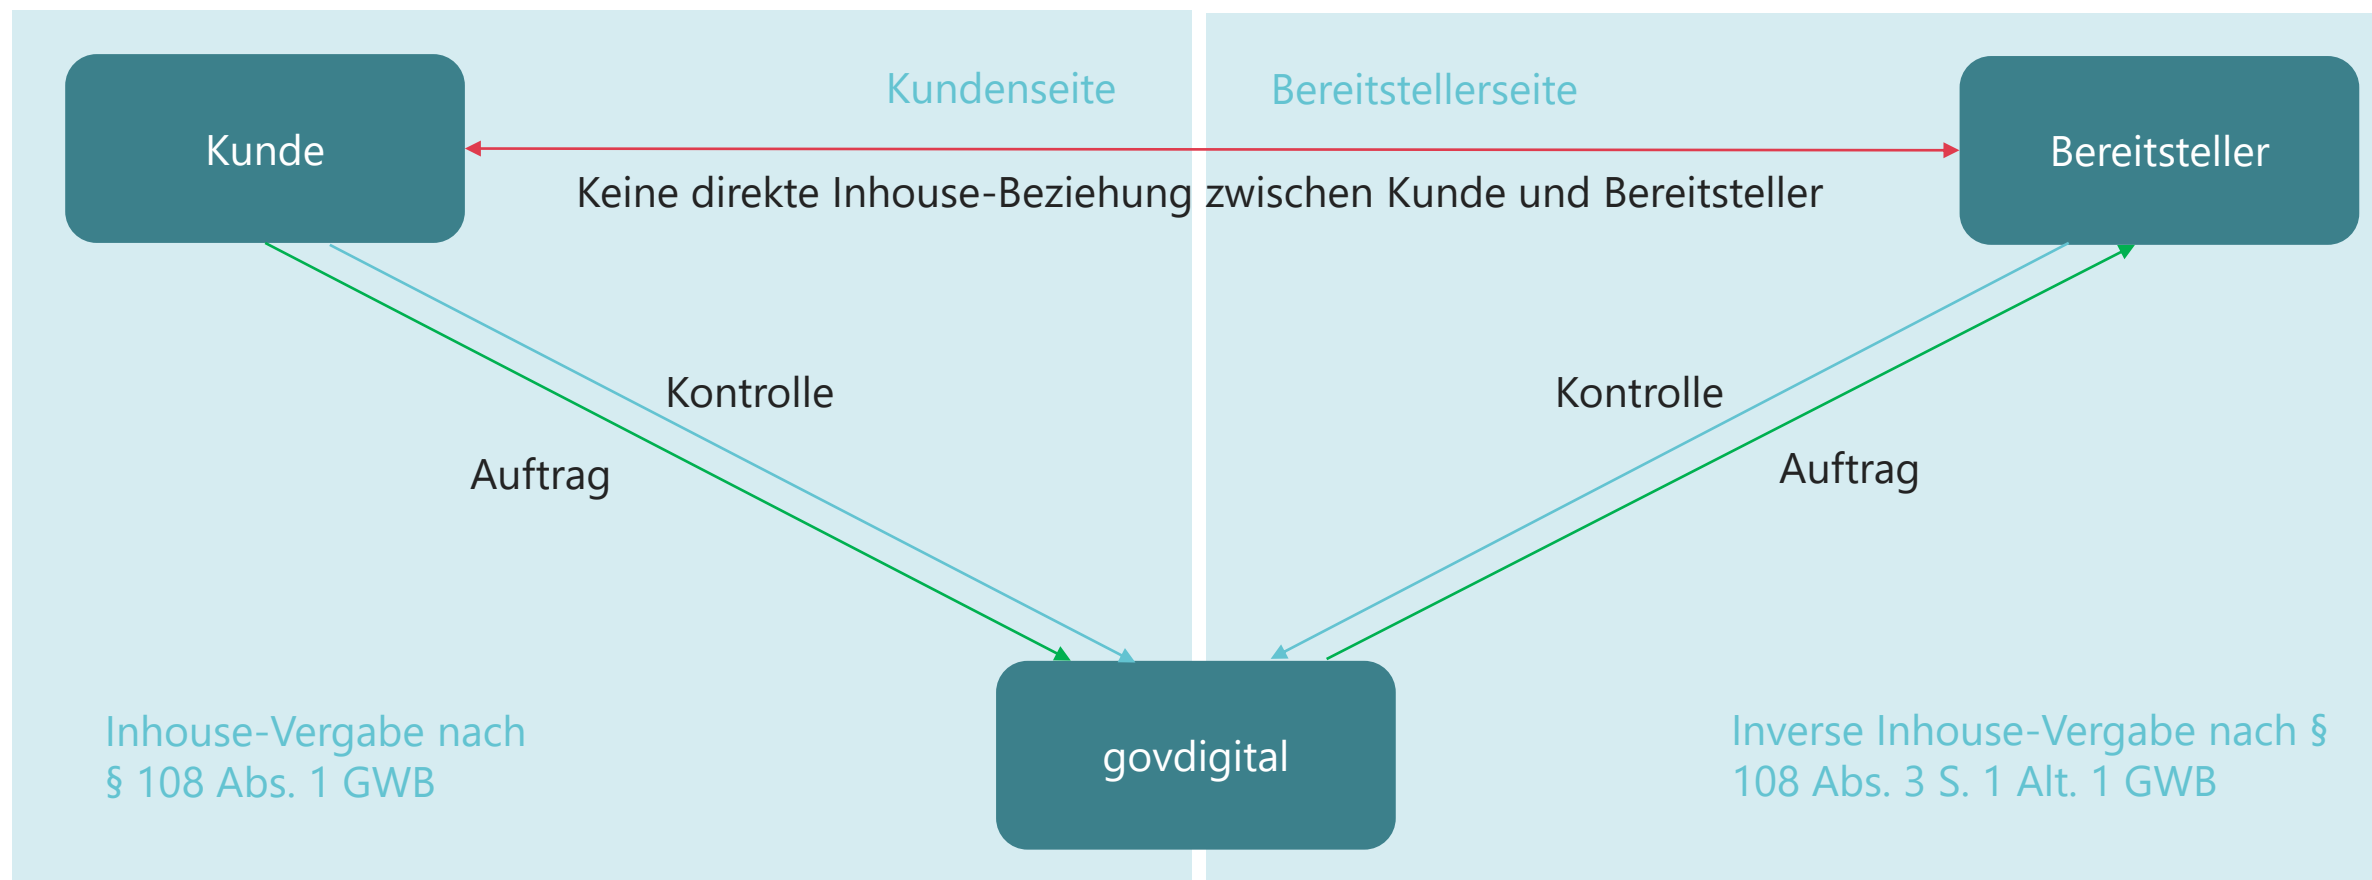 Kundenseite
Bereitstellerseite
Kunde
Bereitsteller
Keine direkte Inhouse-Beziehung zwischen Kunde und Bereitsteller
Kontrolle
Auftrag
Kontrolle
Auftrag
Inhouse-Vergabe nach
§ 108 Abs. 1 GWB
govdigital
Inverse Inhouse-Vergabe nach §
108 Abs. 3 S. 1 Alt. 1 GWB